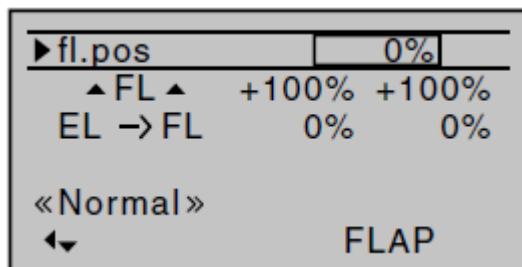 ▶fl.pos 0%
▲FL▲ +100% +100%
EL –> FL 0% 0%
«Normal»
FLAP